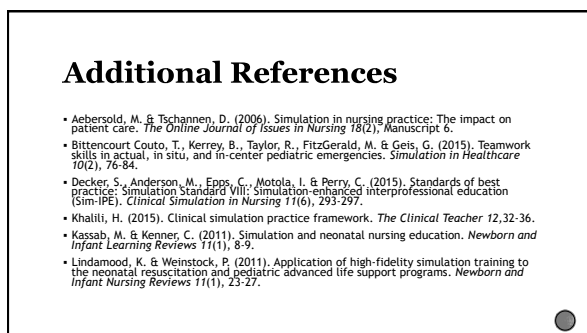 Additional References
▪ Aebersold, M. & Tschannen, D. (2006). Simulation in nursing practice: The impact on
patient care. The Online Journal of Issues in Nursing 18(2), Manuscript 6.
▪ Bittencourt Couto, T., Kerrey, B., Taylor, R., FitzGerald, M. & Geis, G. (2015). Teamwork
skills in actual, in situ, and in-center pediatric emergencies. Simulation in Healthcare
10(2), 76-84.
▪ Decker, S., Anderson, M., Epps, C., Motola, I. & Perry, C. (2015). Standards of best
practice: Simulation Standard VIII: Simulation-enhanced interprofessional education
(Sim-IPE). Clinical Simulation in Nursing 11(6), 293-297.
▪ Khalili, H. (2015). Clinical simulation practice framework. The Clinical Teacher 12,32-36.
▪ Kassab, M. & Kenner, C. (2011). Simulation and neonatal nursing education. Newborn and
Infant Learning Reviews 11(1), 8-9.
▪ Lindamood, K. & Weinstock, P. (2011). Application of high-fidelity simulation training to
the neonatal resuscitation and pediatric advanced life support programs. Newborn and
Infant Nursing Reviews 11(1), 23-27.